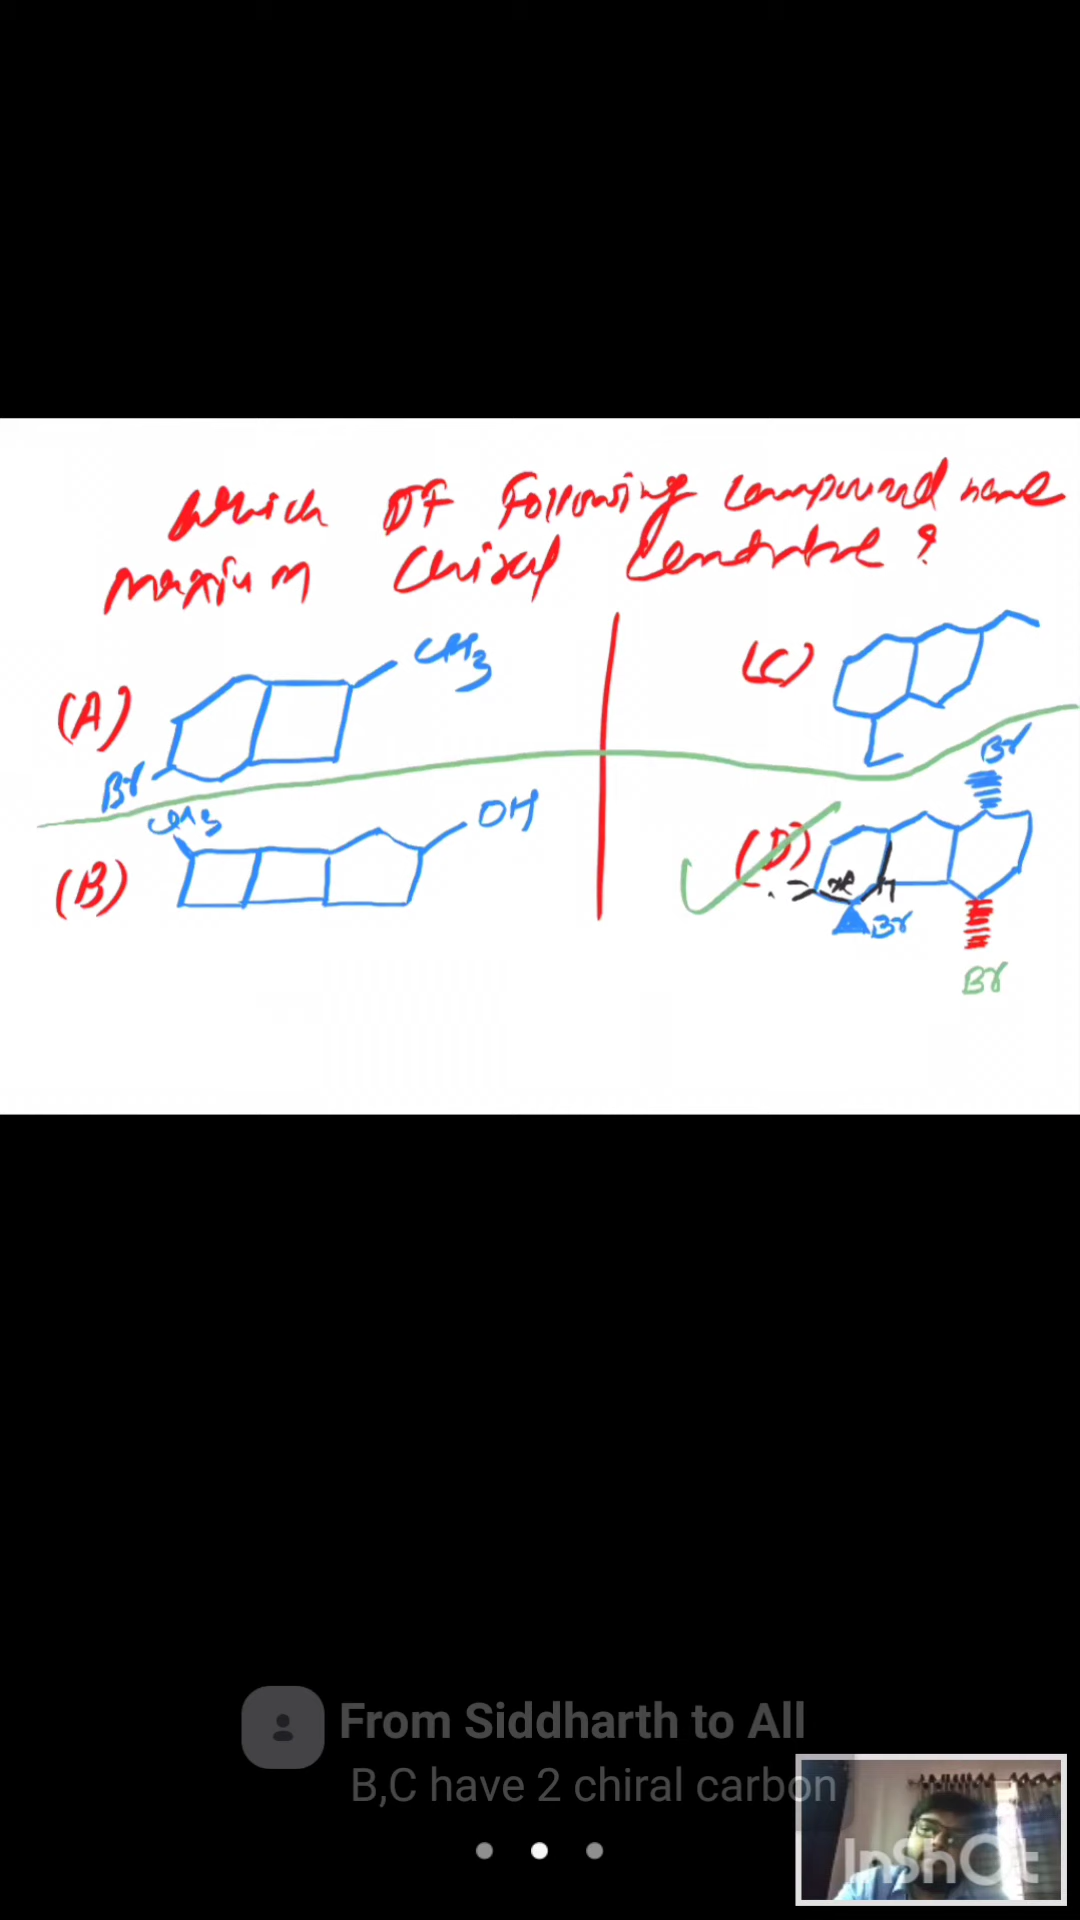 which OF Following compound have
maxium chiral Centre ?
(A)
CH3
Br
(B)
CH3
OH
(C)
(D)
Br
Br
Br
From Siddharth to All
B,C have 2 chiral carbon
InShOt